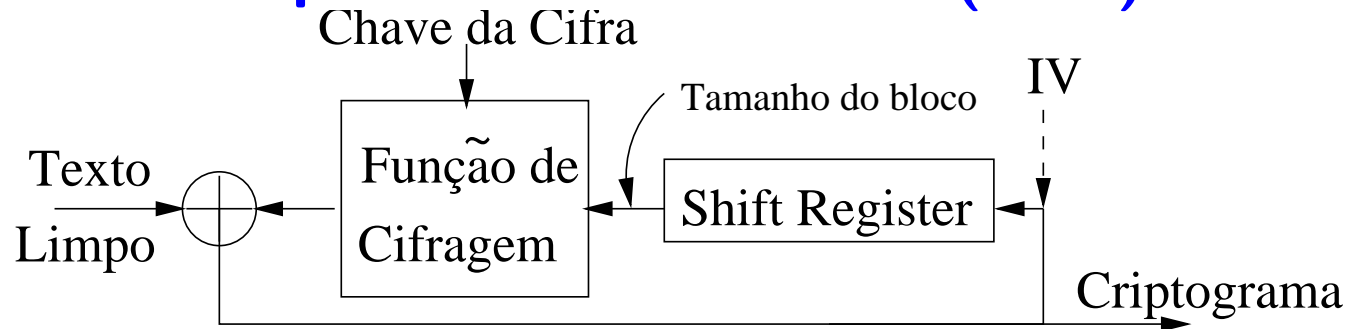 Chave da Cifra
IV
Tamanho do bloco
Texto
Limpo
Função de
Cifragem
Shift Register
Criptograma